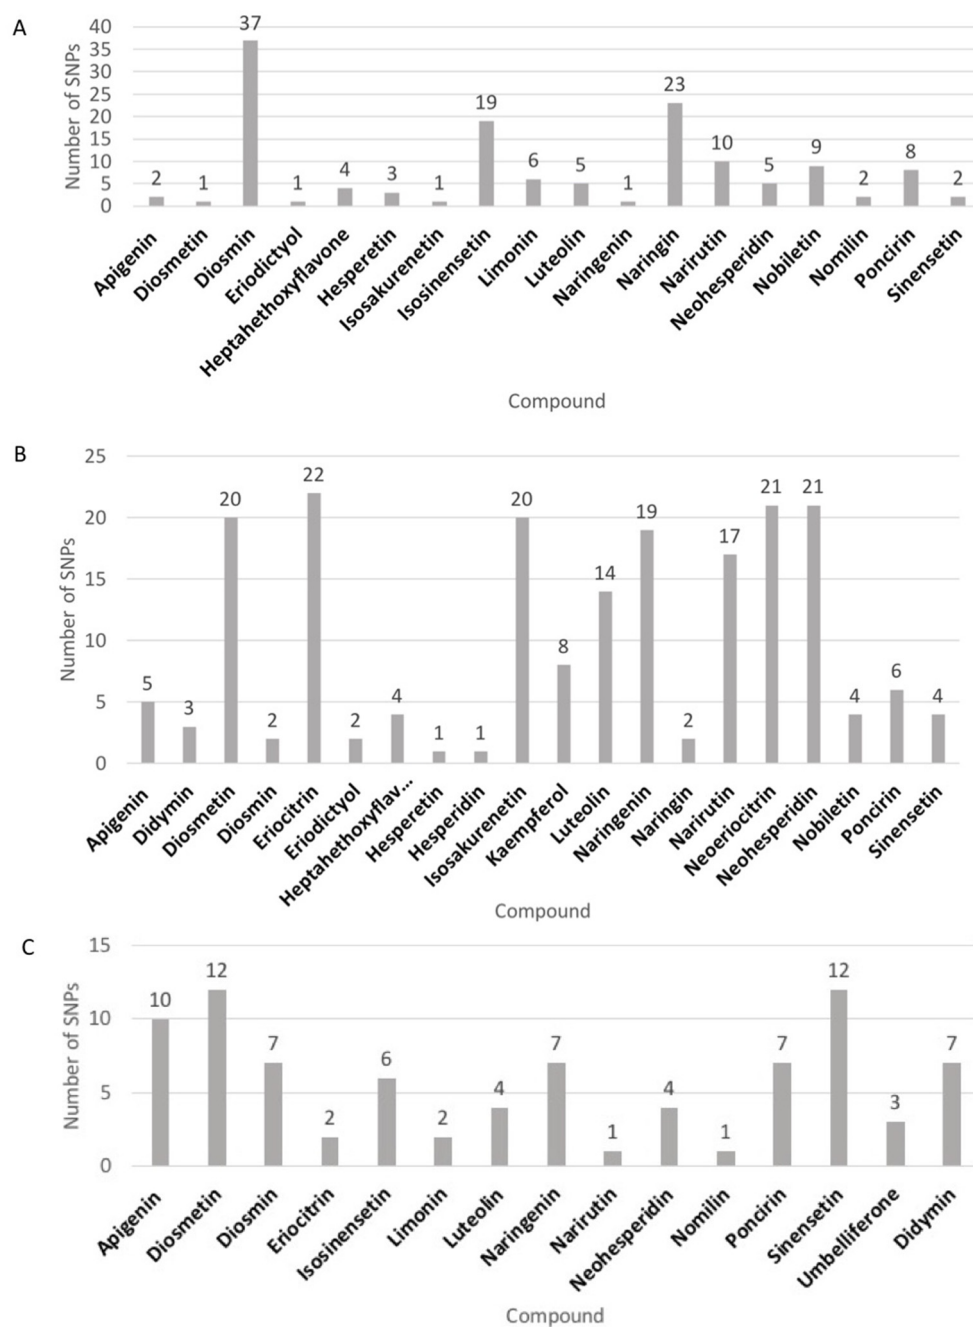 A
Number of SNPs
40
35
30
25
20
15
10
5
0
2
1
37
1
4
3
1
19
6
5
1
23
10
5
9
2
8
2
Apigenin
Diosmetin
Diosmin
Eriodictyol
Heptahethoxyflavone
Hesperetin
Isosakurenetin
Isosinensetin
Limonin
Luteolin
Naringenin
Naringin
Narirutin
Neohesperidin
Nobiletin
Nomilin
Poncirin
Sinensetin
Compound
B
Number of SNPs
25
20
15
10
5
0
5
3
20
2
22
2
4
1
1
20
8
14
19
2
17
21
21
4
6
4
Apigenin
Didymin
Diosmetin
Diosmin
Eriocitrin
Eriodictyol
Heptahethoxyflav...
Hesperetin
Hesperidin
Isosakurenetin
Kaempferol
Luteolin
Naringenin
Naringin
Narirutin
Neoeriocitrin
Neohesperidin
Nobiletin
Poncirin
Sinensetin
Compound
C
Number of SNPs
15
10
5
0
10
12
7
2
6
2
4
7
1
4
1
7
12
3
7
Apigenin
Diosmetin
Diosmin
Eriocitrin
Isosinensetin
Limonin
Luteolin
Naringenin
Narirutin
Neohesperidin
Nomilin
Poncirin
Sinensetin
Umbelliferone
Didymin
Compound